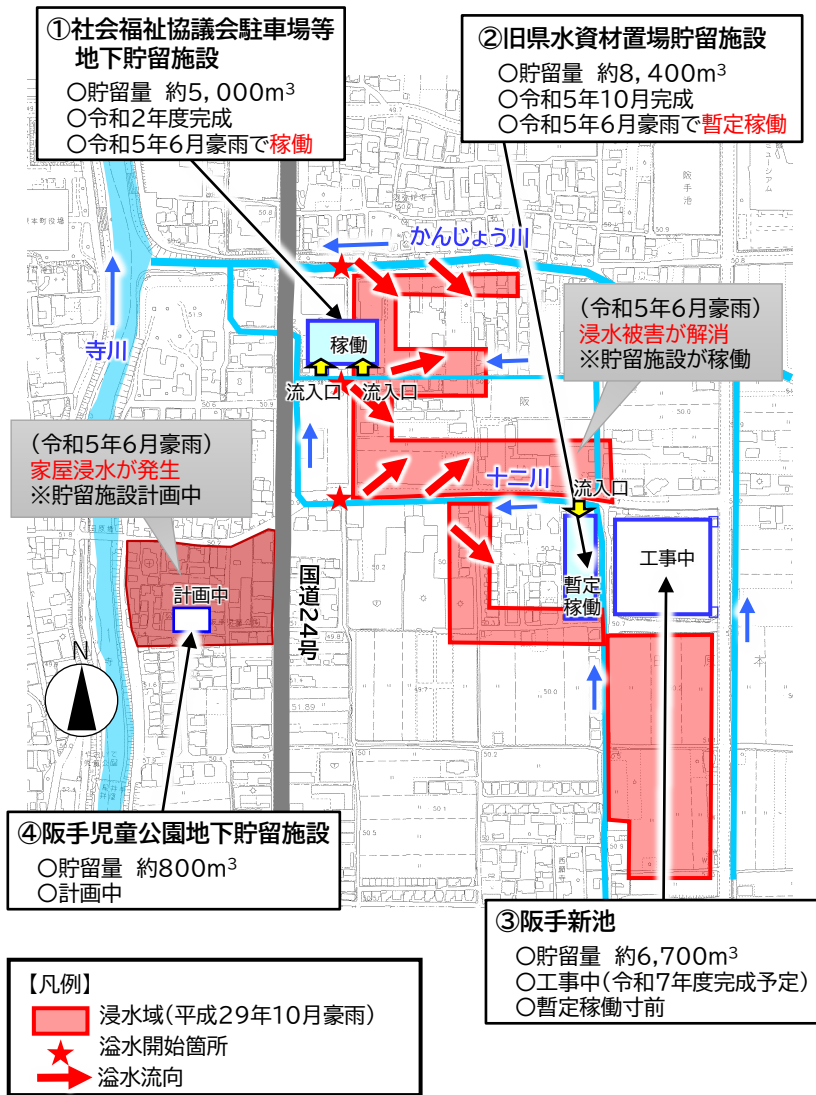 ①社会福祉協議会駐車場等
地下貯留施設
○貯留量 約5,000m³
○令和2年度完成
○令和5年6月豪雨で稼働
②旧県水資材置場貯留施設
○貯留量 約8,400m³
○令和5年10月完成
○令和5年6月豪雨で暫定稼働
阪手池
かんじょう川
寺川
稼働
流入口
流入口
(令和5年6月豪雨)
浸水被害が解消
※貯留施設が稼働
阪
(令和5年6月豪雨)
家屋浸水が発生
※貯留施設計画中
十二川
流入口
計画中
国道24号
暫定
稼働
工事中
N
本
④阪手児童公園地下貯留施設
○貯留量 約800m³
○計画中
③阪手新池
○貯留量 約6,700m³
○工事中(令和7年度完成予定)
○暫定稼働寸前
【凡例】
浸水域(平成29年10月豪雨)
溢水開始箇所
溢水流向